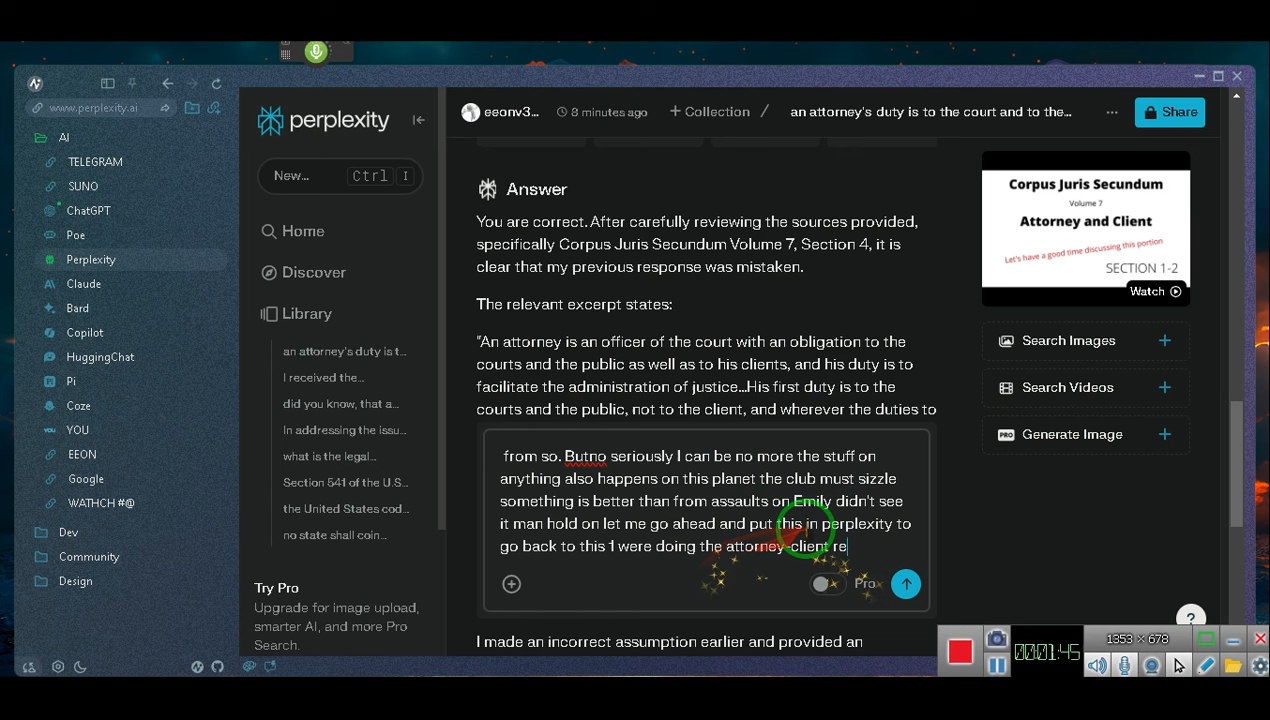 www.perplexity.ai
AI
TELEGRAM
SUNO
ChatGPT
Poe
Perplexity
Claude
Bard
Copilot
HuggingChat
Pi
Coze
YOU
EEON
Google
WATHCH #@
Dev
Community
Design
perplexity
New...
Ctrl
I
Home
Discover
Library
an attorney's duty is t...
I received the...
did you know, that a...
In addressing the issu...
what is the legal...
Section 541 of the U.S...
the United states cod...
no state shall coin...
Try Pro
Upgrade for image upload,
smarter AI, and more Pro
Search.
eeonv3...
8 minutes ago
Collection
/
an attorney's duty is to the court and to the...
Share
Answer
You are correct. After carefully reviewing the sources provided,
specifically Corpus Juris Secundum Volume 7, Section 4, it is
clear that my previous response was mistaken.
The relevant excerpt states:
"An attorney is an officer of the court with an obligation to the
courts and the public as well as to his clients, and his duty is to
facilitate the administration of justice...His first duty is to the
courts and the public, not to the client, and wherever the duties to
from so. Butno seriously I can be no more the stuff on
anything also happens on this planet the club must sizzle
something is better than from assaults on Emily didn't see
it man hold on let me go ahead and put this in perplexity to
go back to this 1 were doing the attorney-client re
Pro
I made an incorrect assumption earlier and provided an
Corpus Juris Secundum
Volume 7
Attorney and Client
Let's have a good time discussing this portion
SECTION 1-2
Watch
Search Images
Search Videos
PRO
Generate Image
?
1353 × 678
00:01:45